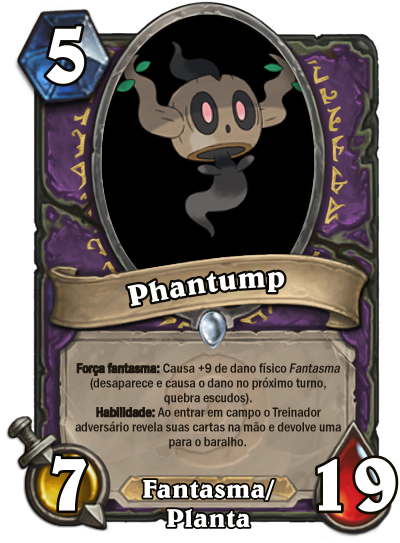 5
Phantump
Força fantasma: Causa +9 de dano físico Fantasma
(desaparece e causa o dano no próximo turno,
quebra escudos).
Habilidade: Ao entrar em campo o Treinador
adversário revela suas cartas na mão e devolve uma
para o baralho.
7
Fantasma/
Planta
19